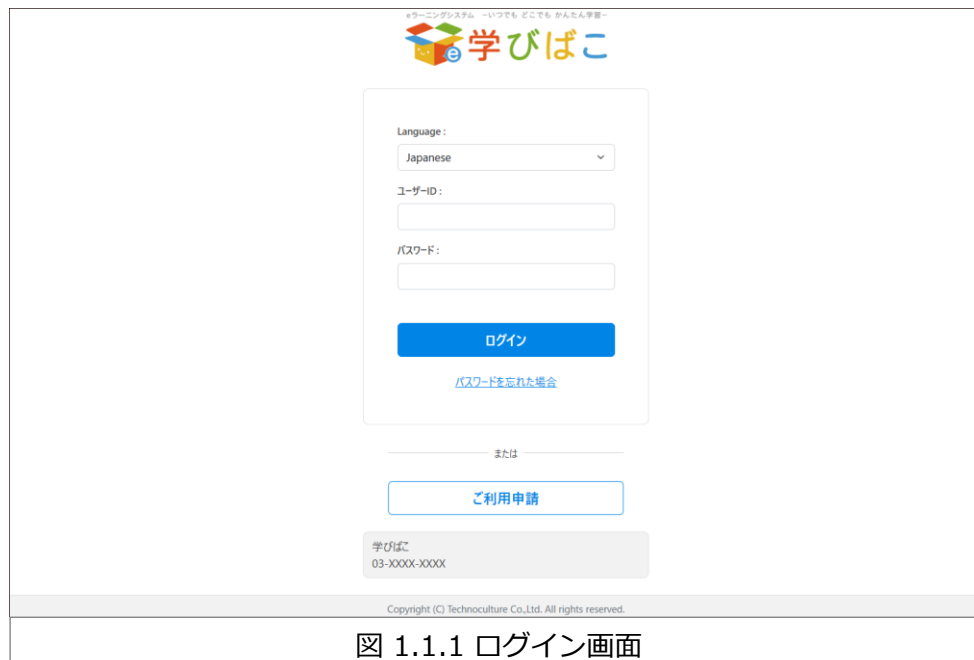 eラーニングシステム －いつでも どこでも かんたん学習－
e学びばこ
Language :
Japanese
ユーザーID :
パスワード :
ログイン
パスワードを忘れた場合
または
ご利用申請
学びばこ
03-XXXX-XXXX
Copyright (C) Technoculture Co.,Ltd. All rights reserved.
図 1.1.1 ログイン画面